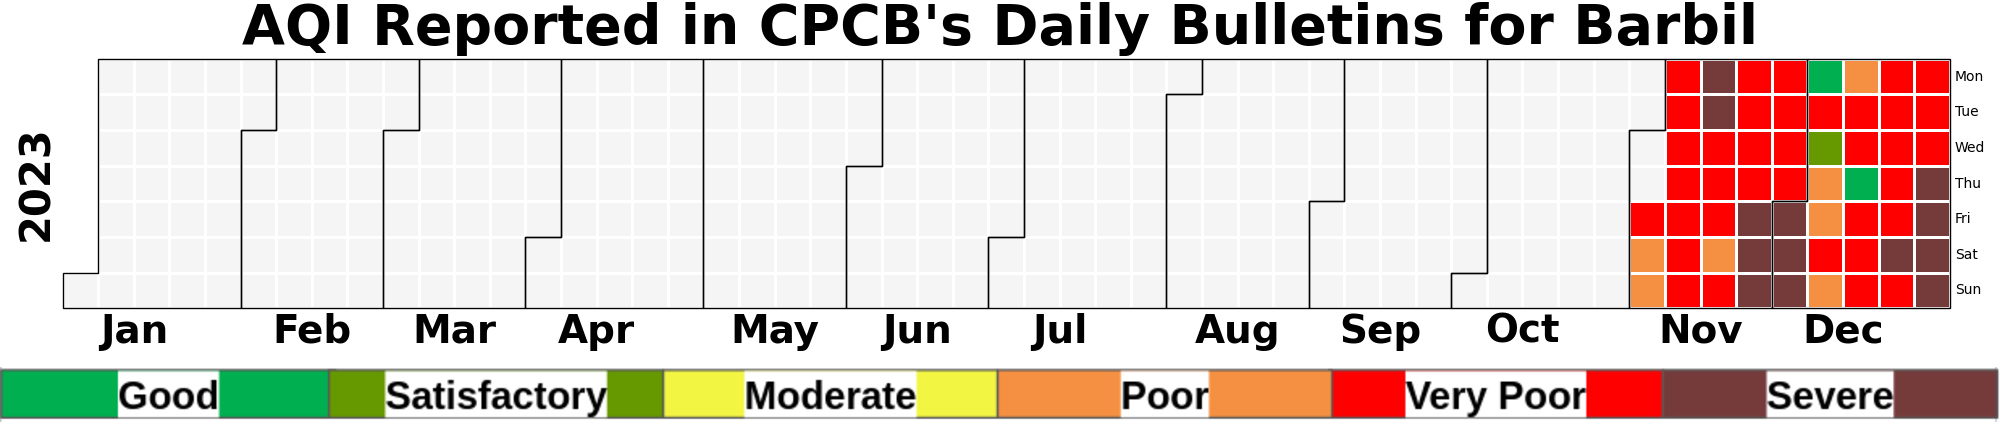 AQI Reported in CPCB's Daily Bulletins for Barbil
2023
Mon
Tue
Wed
Thu
Fri
Sat
Sun
Jan Feb Mar Apr May Jun Jul Aug Sep Oct Nov Dec
Good Satisfactory Moderate Poor Very Poor Severe